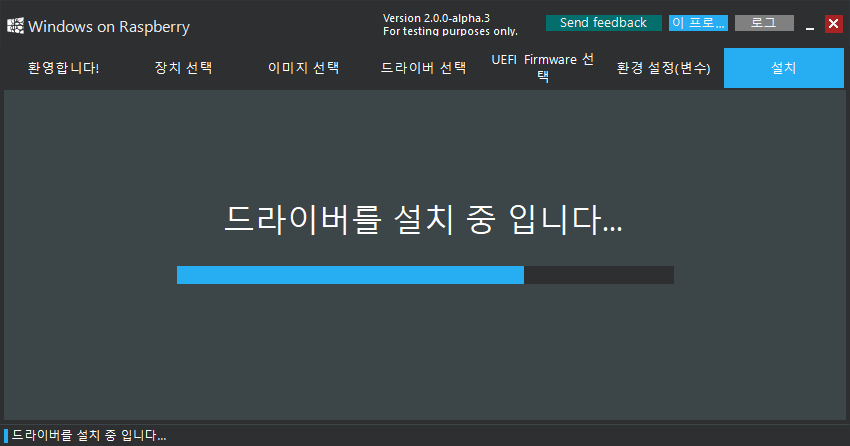 Windows on Raspberry
Version 2.0.0-alpha.3
For testing purposes only.
Send feedback
이 프로...
로그
환영합니다!
장치 선택
이미지 선택
드라이버 선택
UEFI Firmware 선
택
환경 설정(변수)
설치
드라이버를 설치 중 입니다...
드라이버를 설치 중 입니다...